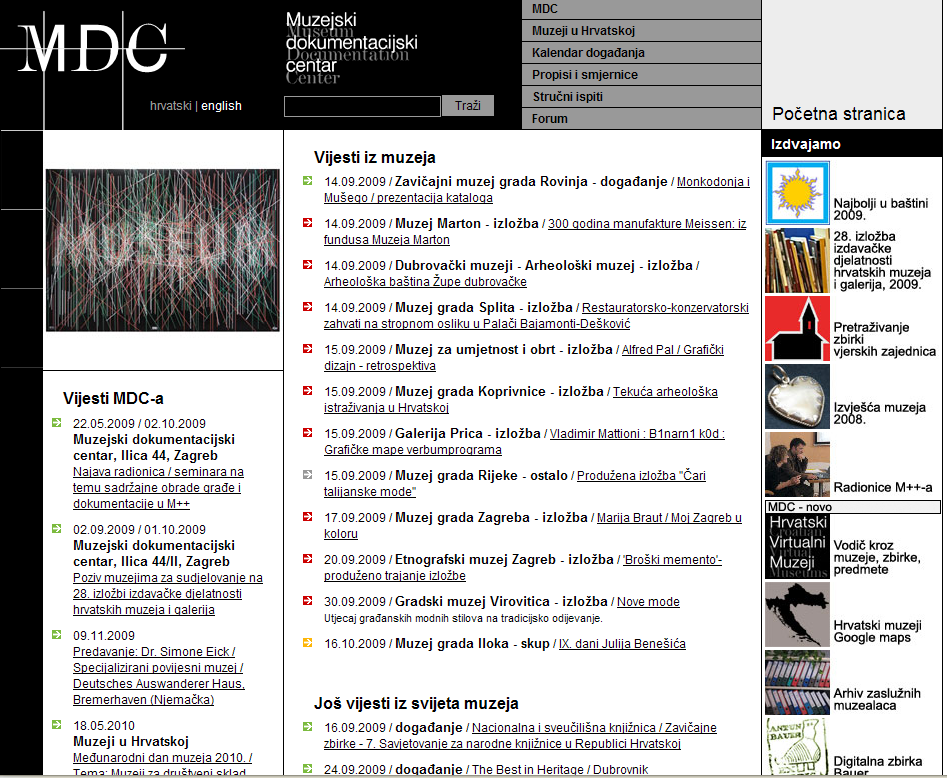 MDC
Muzejski
Museum
dokumentacijski
Documentation
centar
Center
hrvatski | english
Traži
MDC
Muzeji u Hrvatskoj
Kalendar događanja
Propisi i smjernice
Stručni ispiti
Forum
Početna stranica
Vijesti MDC-a
22.05.2009 / 02.10.2009
Muzejski dokumentacijski
centar, Ilica 44, Zagreb
Najava radionica / seminara na
temu sadržajne obrade građe i
dokumentacije u M++
02.09.2009 / 01.10.2009
Muzejski dokumentacijski
centar, Ilica 44/II, Zagreb
Poziv muzejima za sudjelovanje na
28. izložbi izdavačke djelatnosti
hrvatskih muzeja i galerija
09.11.2009
Predavanje: Dr. Simone Eick /
Specijalizirani povijesni muzej /
Deutsches Auswanderer Haus,
Bremerhaven (Njemačka)
18.05.2010
Muzeji u Hrvatskoj
Međunarodni dan muzeja 2010. /
Tema: Muzeji za društveni sklad
Vijesti iz muzeja
14.09.2009 / Zavičajni muzej grada Rovinja - događanje / Monkodonja i
Mušego / prezentacija kataloga
14.09.2009 / Muzej Marton - izložba / 300 godina manufakture Meissen: iz
fundusa Muzeja Marton
14.09.2009 / Dubrovački muzeji - Arheološki muzej - izložba /
Arheološka baština Župe dubrovačke
14.09.2009 / Muzej grada Splita - izložba / Restauratorsko-konzervatorski
zahvati na stropnom osliku u Palači Bajamonti-Dešković
15.09.2009 / Muzej za umjetnost i obrt - izložba / Alfred Pal / Grafički
dizajn - retrospektiva
15.09.2009 / Muzej grada Koprivnice - izložba / Tekuća arheološka
istraživanja u Hrvatskoj
15.09.2009 / Galerija Prica - izložba / Vladimir Mattioni : B1narn1 k0d :
Grafičke mape verbumprograma
15.09.2009 / Muzej grada Rijeke - ostalo / Produžena izložba "Čari
talijanske mode"
17.09.2009 / Muzej grada Zagreba - izložba / Marija Braut / Moj Zagreb u
koloru
20.09.2009 / Etnografski muzej Zagreb - izložba / 'Broški memento'-
produženo trajanje izložbe
30.09.2009 / Gradski muzej Virovitica - izložba / Nove mode
Utjecaj građanskih modnih stilova na tradicijsko odijevanje.
16.10.2009 / Muzej grada Iloka - skup / IX. dani Julija Benešića
Još vijesti iz svijeta muzeja
16.09.2009 / događanje / Nacionalna i sveučilišna knjižnica / Zavičajne
zbirke - 7. Savjetovanje za narodne knjižnice u Republici Hrvatskoj
24.09.2009 / događanje / The Best in Heritage / Dubrovnik
Izdvajamo
Najbolji u baštini
2009.
28. izložba
izdavačke
djelatnosti
hrvatskih muzeja
i galerija, 2009.
Pretraživanje
zbirki
vjerskih zajednica
Izvješća muzeja
2008.
Radionice M++-a
MDC - novo
Hrvatski
Croatian
Virtualni
Virtual
Muzeji
Museums
Vodič kroz
muzeje, zbirke,
predmete
Hrvatski muzeji
Google maps
Arhiv zaslužnih
muzealaca
ANTUN
BAUER
Digitalna zbirka
Bauer